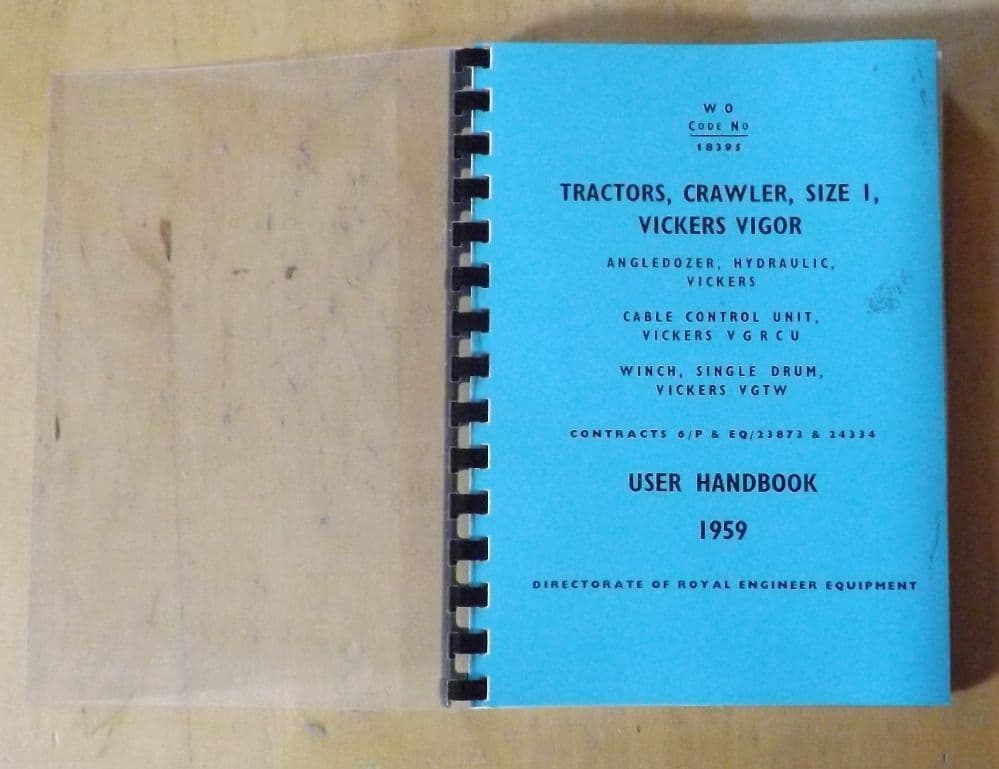 W O
CODE NO
18395
TRACTORS, CRAWLER, SIZE I,
VICKERS VIGOR
ANGLEDOZER, HYDRAULIC,
VICKERS
CABLE CONTROL UNIT,
VICKERS V G R C U
WINCH, SINGLE DRUM,
VICKERS VGTW
CONTRACTS 6/P & EQ/23873 & 24334
USER HANDBOOK
1959
DIRECTORATE OF ROYAL ENGINEER EQUIPMENT